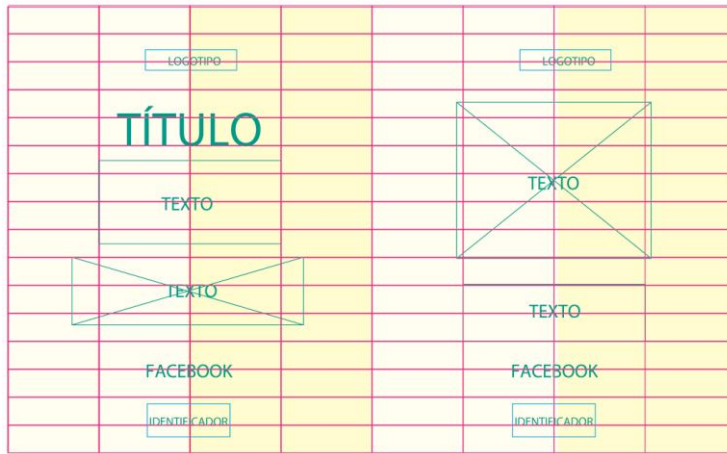 LOGOTIPO
TÍTULO
TEXTO
TEXTO
FACEBOOK
IDENTIFICADOR
LOGOTIPO
TEXTO
TEXTO
FACEBOOK
IDENTIFICADOR